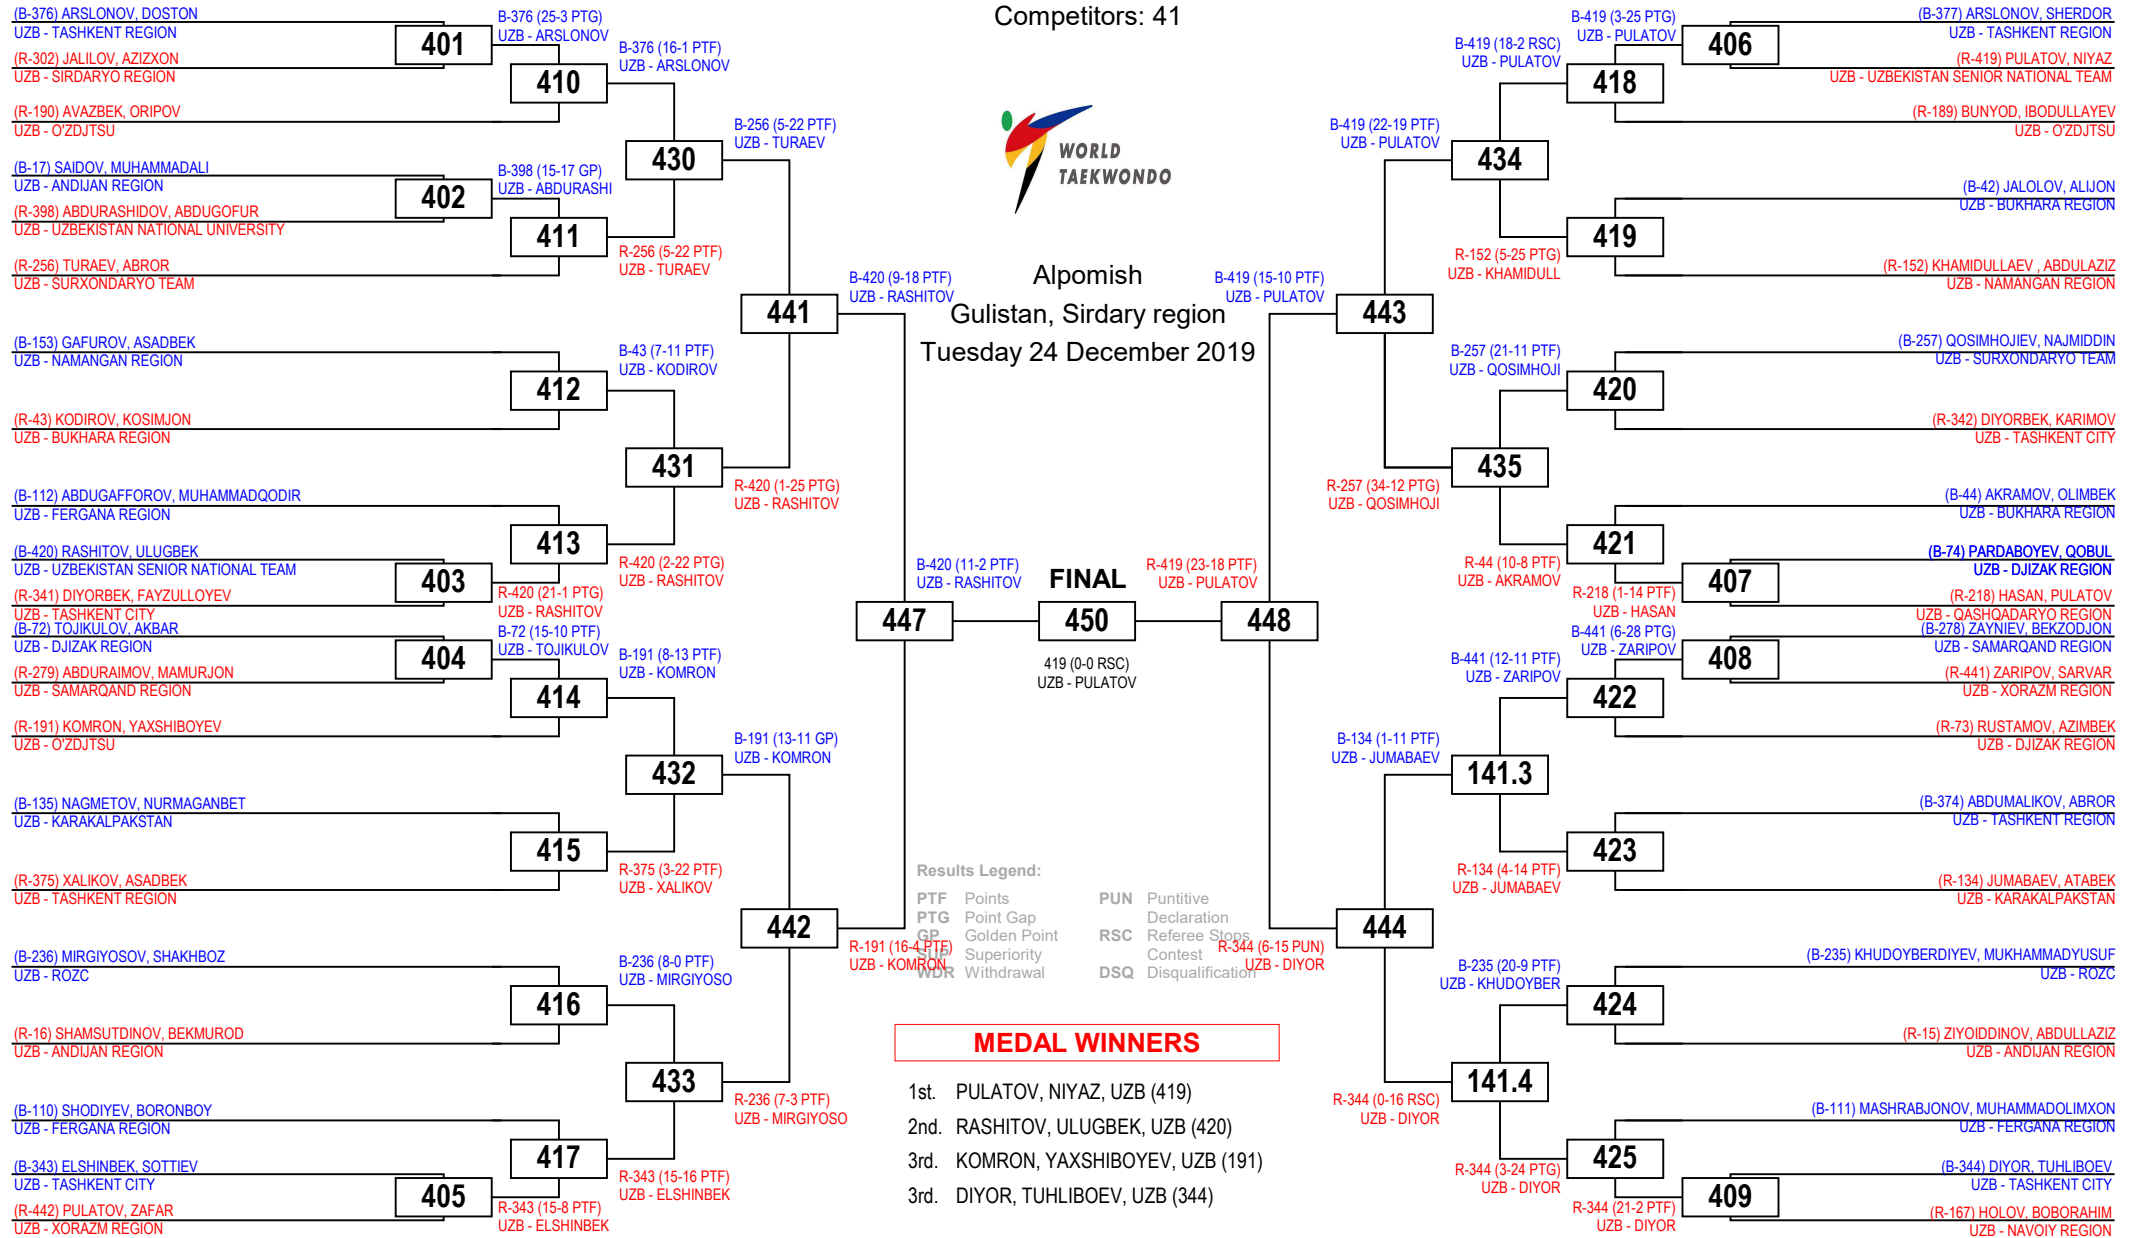 Competitors: 41
WORLD
TAEKWONDO
Alpomish
Gulistan, Sirdary region
Tuesday 24 December 2019
(B-376) ARSLONOV, DOSTON
UZB - TASHKENT REGION
401
(R-302) JALILOV, AZIZXON
UZB - SIRDARYO REGION
B-376 (25-3 PTG)
UZB - ARSLONOV
410
(R-190) AVAZBEK, ORIPOV
UZB - O'ZDJTSU
B-376 (16-1 PTF)
UZB - ARSLONOV
430
(B-17) SAIDOV, MUHAMMADALI
UZB - ANDIJAN REGION
402
(R-398) ABDURASHIDOV, ABDUGOFUR
UZB - UZBEKISTAN NATIONAL UNIVERSITY
B-398 (15-17 GP)
UZB - ABDURASHI
411
(R-256) TURAEV, ABROR
UZB - SURXONDARYO TEAM
R-256 (5-22 PTF)
UZB - TURAEV
B-256 (5-22 PTF)
UZB - TURAEV
441
(B-153) GAFUROV, ASADBEK
UZB - NAMANGAN REGION
412
(R-43) KODIROV, KOSIMJON
UZB - BUKHARA REGION
B-43 (7-11 PTF)
UZB - KODIROV
431
(B-112) ABDUGAFFOROV, MUHAMMADQODIR
UZB - FERGANA REGION
413
(B-420) RASHITOV, ULUGBEK
UZB - UZBEKISTAN SENIOR NATIONAL TEAM
403
(R-341) DIYORBEK, FAYZULLOYEV
UZB - TASHKENT CITY
R-420 (21-1 PTG)
UZB - RASHITOV
R-420 (2-22 PTG)
UZB - RASHITOV
R-420 (1-25 PTG)
UZB - RASHITOV
B-420 (9-18 PTF)
UZB - RASHITOV
447
(B-72) TOJIKULOV, AKBAR
UZB - DJIZAK REGION
404
(R-279) ABDURAIMOV, MAMURJON
UZB - SAMARQAND REGION
B-72 (15-10 PTF)
UZB - TOJIKULOV
414
(R-191) KOMRON, YAXSHIBOYEV
UZB - O'ZDJTSU
B-191 (8-13 PTF)
UZB - KOMRON
432
(B-135) NAGMETOV, NURMAGANBET
UZB - KARAKALPAKSTAN
415
(R-375) XALIKOV, ASADBEK
UZB - TASHKENT REGION
R-375 (3-22 PTF)
UZB - XALIKOV
B-191 (13-11 GP)
UZB - KOMRON
442
(B-236) MIRGIYOSOV, SHAKHBOZ
UZB - ROZC
416
(R-16) SHAMSUTDINOV, BEKMUROD
UZB - ANDIJAN REGION
B-236 (8-0 PTF)
UZB - MIRGIYOSO
433
(B-110) SHODIYEV, BORONBOY
UZB - FERGANA REGION
417
(B-343) ELSHINBEK, SOTTIEV
UZB - TASHKENT CITY
405
(R-442) PULATOV, ZAFAR
UZB - XORAZM REGION
R-343 (15-8 PTF)
UZB - ELSHINBEK
R-343 (15-16 PTF)
UZB - ELSHINBEK
R-236 (7-3 PTF)
UZB - MIRGIYOSO
R-191 (16-4 PTF)
UZB - KOMRON
B-420 (11-2 PTF)
UZB - RASHITOV
FINAL
450
419 (0-0 RSC)
UZB - PULATOV
R-419 (23-18 PTF)
UZB - PULATOV
448
(B-377) ARSLONOV, SHERDOR
UZB - TASHKENT REGION
406
(R-419) PULATOV, NIYAZ
UZB - UZBEKISTAN SENIOR NATIONAL TEAM
B-419 (3-25 PTG)
UZB - PULATOV
418
(R-189) BUNYOD, IBODULLAYEV
UZB - O'ZDJTSU
B-419 (18-2 RSC)
UZB - PULATOV
434
(B-42) JALOLOV, ALIJON
UZB - BUKHARA REGION
419
(R-152) KHAMIDULLAEV , ABDULAZIZ
UZB - NAMANGAN REGION
R-152 (5-25 PTG)
UZB - KHAMIDULL
B-419 (22-19 PTF)
UZB - PULATOV
443
(B-257) QOSIMHOJIEV, NAJMIDDIN
UZB - SURXONDARYO TEAM
420
(R-342) DIYORBEK, KARIMOV
UZB - TASHKENT CITY
B-257 (21-11 PTF)
UZB - QOSIMHOJI
435
(B-44) AKRAMOV, OLIMBEK
UZB - BUKHARA REGION
421
(B-74) PARDABOYEV, QOBUL
UZB - DJIZAK REGION
407
(R-218) HASAN, PULATOV
UZB - QASHQADARYO REGION
R-218 (1-14 PTF)
UZB - HASAN
R-44 (10-8 PTF)
UZB - AKRAMOV
R-257 (34-12 PTG)
UZB - QOSIMHOJI
B-419 (15-10 PTF)
UZB - PULATOV
(B-278) ZAYNIEV, BEKZODJON
UZB - SAMARQAND REGION
408
(R-441) ZARIPOV, SARVAR
UZB - XORAZM REGION
B-441 (6-28 PTG)
UZB - ZARIPOV
422
(R-73) RUSTAMOV, AZIMBEK
UZB - DJIZAK REGION
B-441 (12-11 PTF)
UZB - ZARIPOV
141.3
(B-374) ABDUMALIKOV, ABROR
UZB - TASHKENT REGION
423
(R-134) JUMABAEV, ATABEK
UZB - KARAKALPAKSTAN
R-134 (4-14 PTF)
UZB - JUMABAEV
B-134 (1-11 PTF)
UZB - JUMABAEV
444
(B-235) KHUDOYBERDIYEV, MUKHAMMADYUSUF
UZB - ROZC
424
(R-15) ZIYOIDDINOV, ABDULLAZIZ
UZB - ANDIJAN REGION
B-235 (20-9 PTF)
UZB - KHUDOYBER
141.4
(B-111) MASHRABJONOV, MUHAMMADOLIMXON
UZB - FERGANA REGION
425
(B-344) DIYOR, TUHLIBOEV
UZB - TASHKENT CITY
409
(R-167) HOLOV, BOBORAHIM
UZB - NAVOIY REGION
R-344 (21-2 PTF)
UZB - DIYOR
R-344 (3-24 PTG)
UZB - DIYOR
R-344 (0-16 RSC)
UZB - DIYOR
R-344 (6-15 PUN)
UZB - DIYOR
Results Legend:
PTF Points
PTG Point Gap
GP Golden Point
SUP Superiority
WDR Withdrawal
PUN Puntitive
Declaration
RSC Referee Stops
Contest
DSQ Disqualification
MEDAL WINNERS
1st. PULATOV, NIYAZ, UZB (419)
2nd. RASHITOV, ULUGBEK, UZB (420)
3rd. KOMRON, YAXSHIBOYEV, UZB (191)
3rd. DIYOR, TUHLIBOEV, UZB (344)